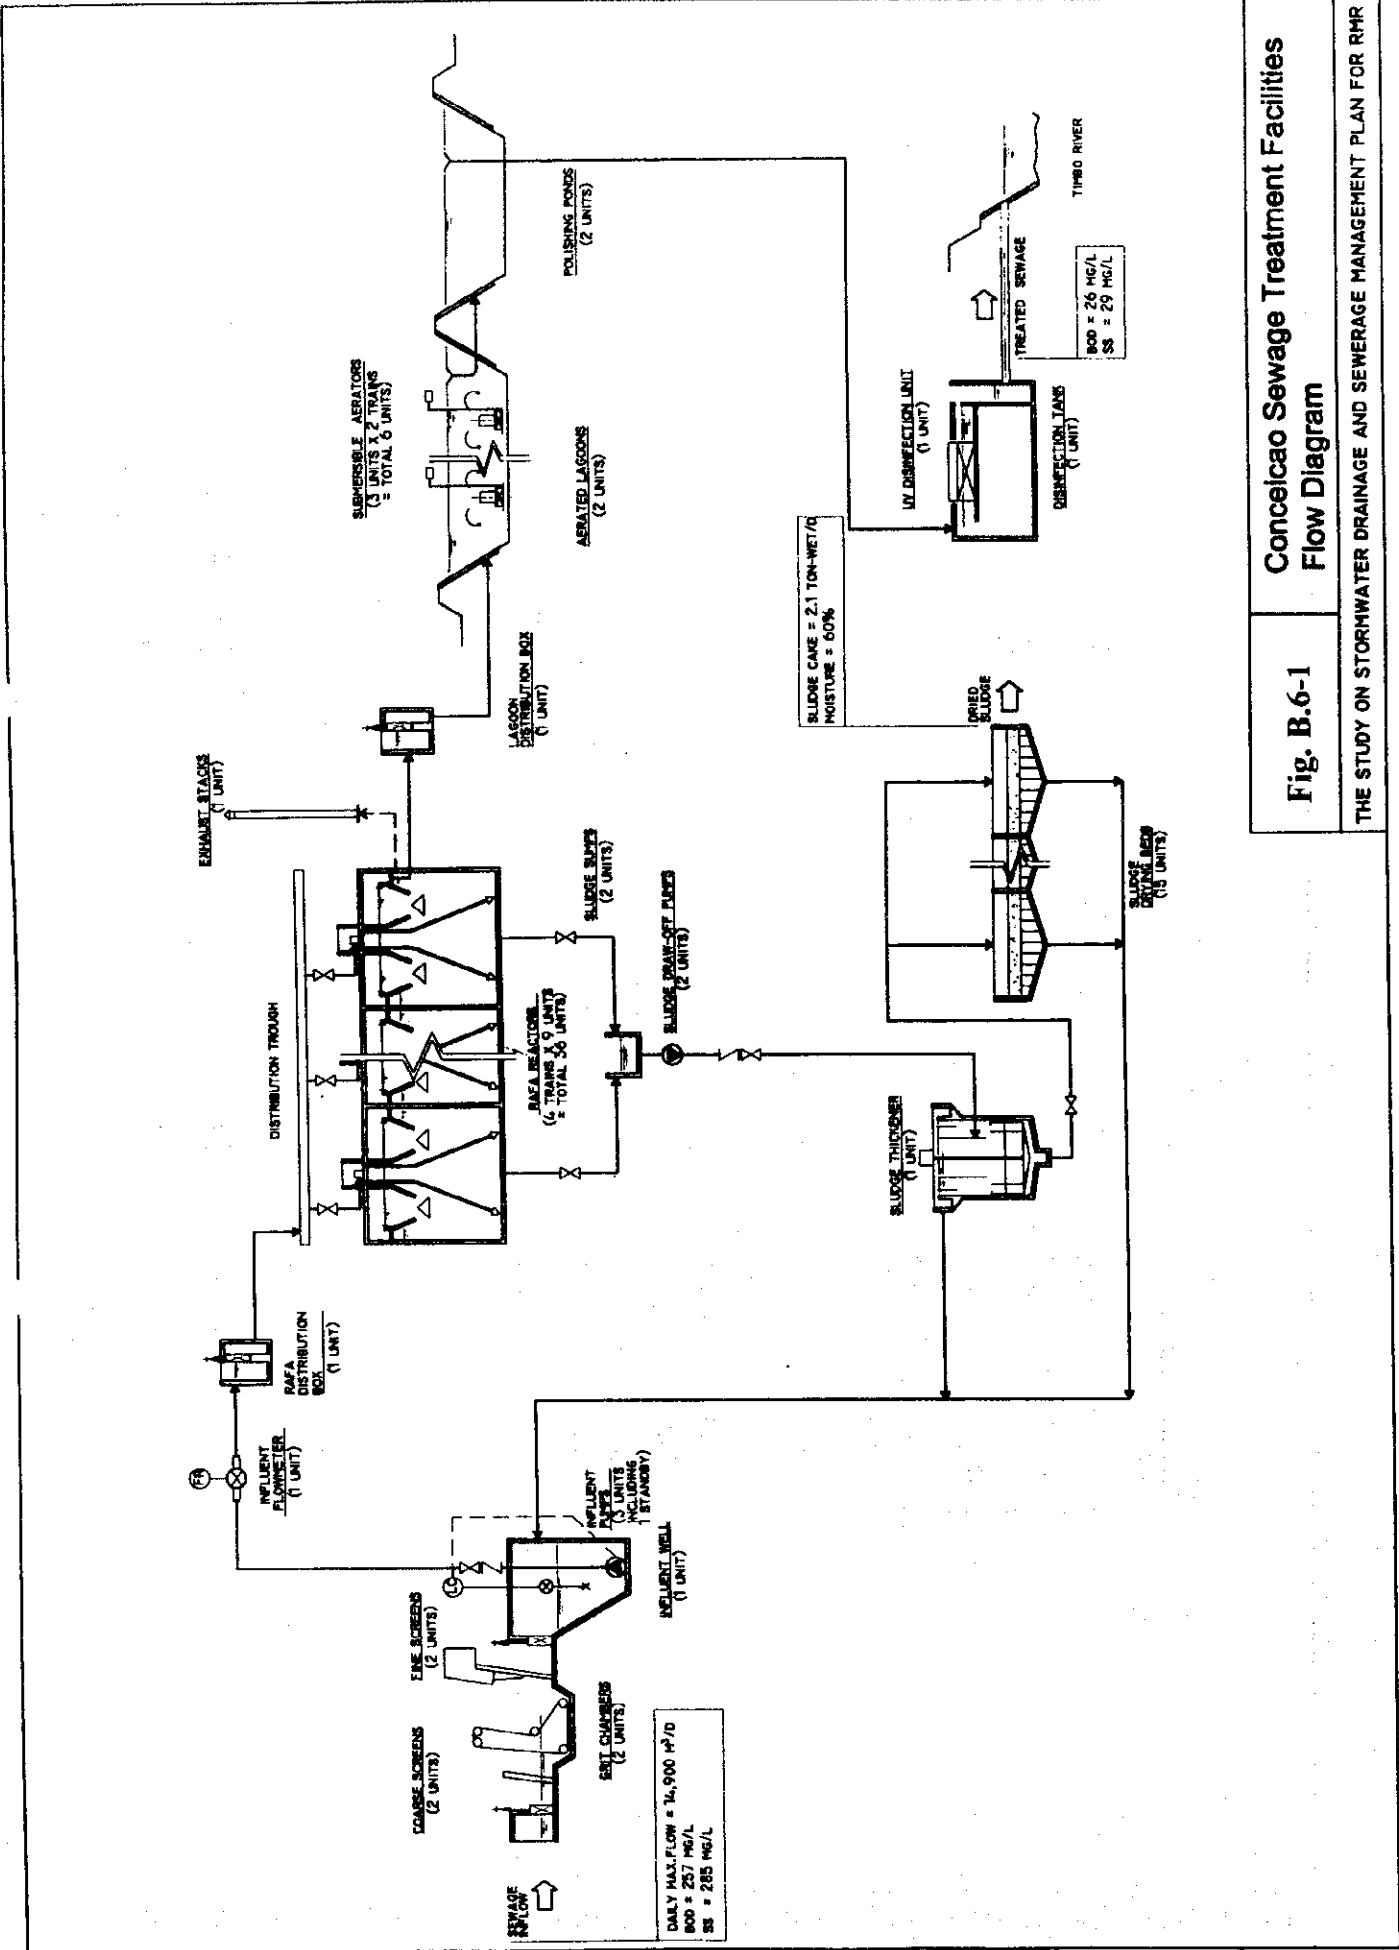 SEWAGE
INFLOW
DAILY MAX.FLOW = 14,900 M³/D
BOD = 257 MG/L
SS = 285 MG/L
COARSE SCREENS
(2 UNITS)
GRIT CHAMBERS
(2 UNITS)
FINE SCREENS
(2 UNITS)
LC
INFLUENT WELL
(1 UNIT)
INFLUENT
PUMPS
(3 UNITS
INCLUDING
1 STANDBY)
FR
INFLUENT
FLOWMETER
(1 UNIT)
RAFA
DISTRIBUTION
BOX
(1 UNIT)
DISTRIBUTION TROUGH
RAFA REACTORS
(4 TRAINS X 9 UNITS
= TOTAL 36 UNITS)
EXHAUST STACKS
(1 UNIT)
SLUDGE SUMPS
(2 UNITS)
SLUDGE DRAW-OFF PUMPS
(2 UNITS)
LAGOON
DISTRIBUTION BOX
(1 UNIT)
SUBMERSIBLE AERATORS
(3 UNITS X 2 TRAINS
= TOTAL 6 UNITS)
AERATED LAGOONS
(2 UNITS)
POLISHING PONDS
(2 UNITS)
SLUDGE THICKENER
(1 UNIT)
SLUDGE
DRYING BEDS
(15 UNITS)
DRIED
SLUDGE
SLUDGE CAKE = 2.1 TON-WET/D
MOISTURE = 60%
UV DISINFECTION UNIT
(1 UNIT)
DISINFECTION TANK
(1 UNIT)
TREATED SEWAGE
BOD = 26 MG/L
SS = 29 MG/L
TIMBO RIVER
Fig. B.6-1
Conceicao Sewage Treatment Facilities
Flow Diagram
THE STUDY ON STORMWATER DRAINAGE AND SEWERAGE MANAGEMENT PLAN FOR RMR